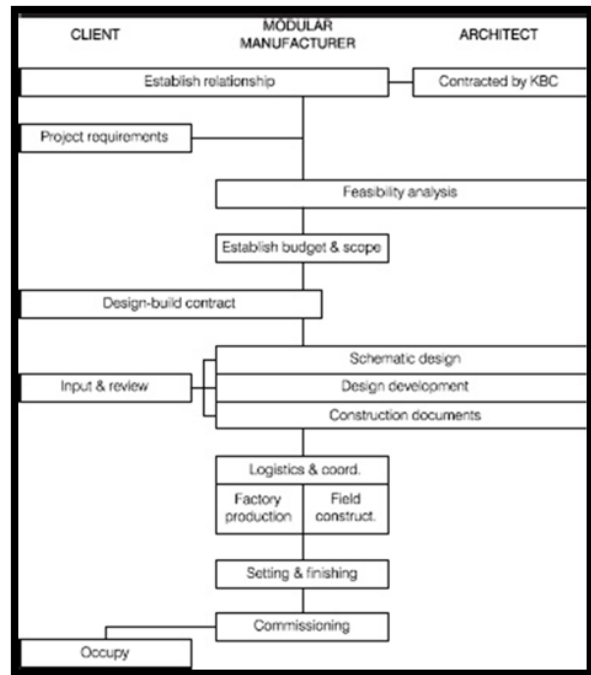 CLIENT
MODULAR
MANUFACTURER
ARCHITECT
Establish relationship
Contracted by KBC
Project requirements
Feasibility analysis
Establish budget & scope
Design-build contract
Schematic design
Input & review
Design development
Construction documents
Logistics & coord.
Factory
production
Field
construct.
Setting & finishing
Commissioning
Occupy